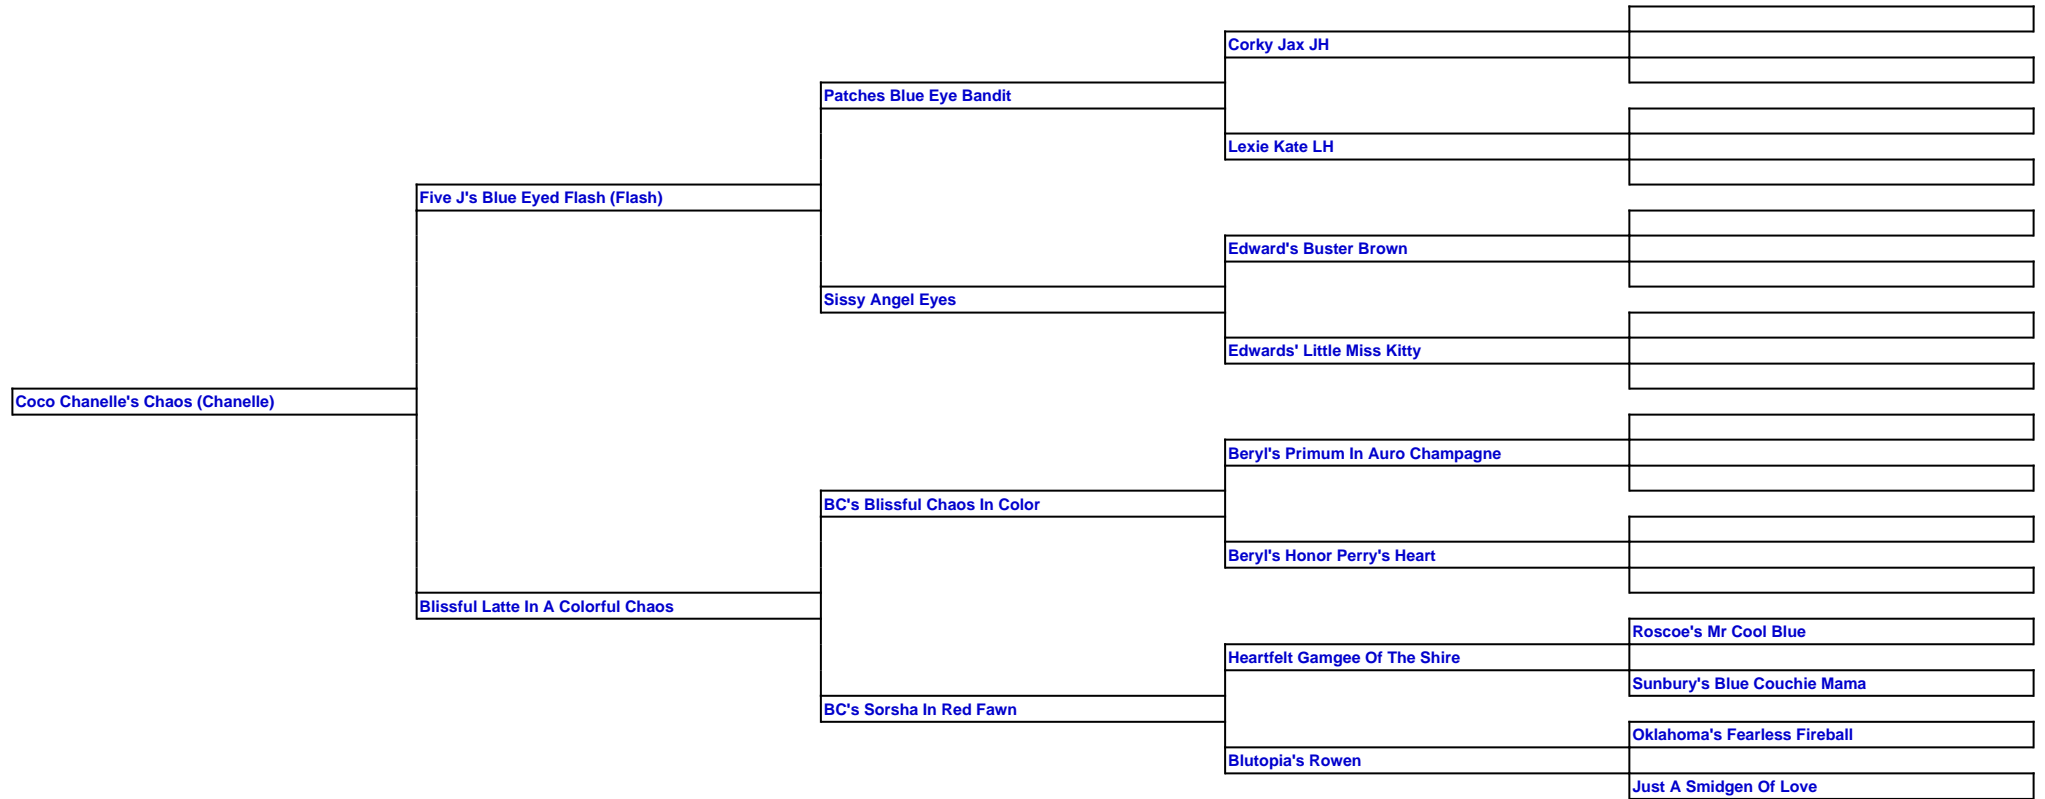 Corky Jax JH
Patches Blue Eye Bandit
Lexie Kate LH
Five J's Blue Eyed Flash (Flash)
Edward's Buster Brown
Sissy Angel Eyes
Edwards' Little Miss Kitty
Coco Chanelle's Chaos (Chanelle)
Beryl's Primum In Auro Champagne
BC's Blissful Chaos In Color
Beryl's Honor Perry's Heart
Blissful Latte In A Colorful Chaos
Roscoe's Mr Cool Blue
Heartfelt Gamgee Of The Shire
Sunbury's Blue Couchie Mama
BC's Sorsha In Red Fawn
Oklahoma's Fearless Fireball
Blutopia's Rowen
Just A Smidgen Of Love